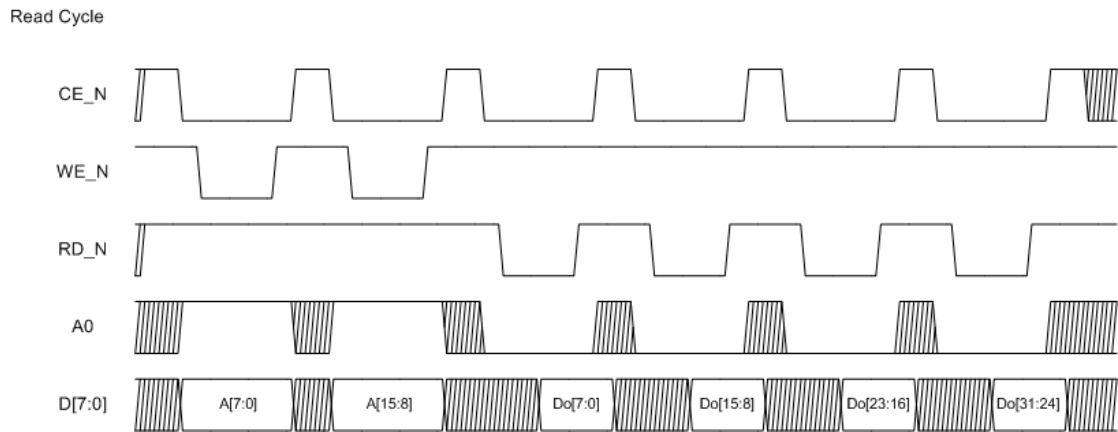 Read Cycle
CE_N
WE_N
RD_N
A0
D[7:0]
A[7:0]
A[15:8]
Do[7:0]
Do[15:8]
Do[23:16]
Do[31:24]